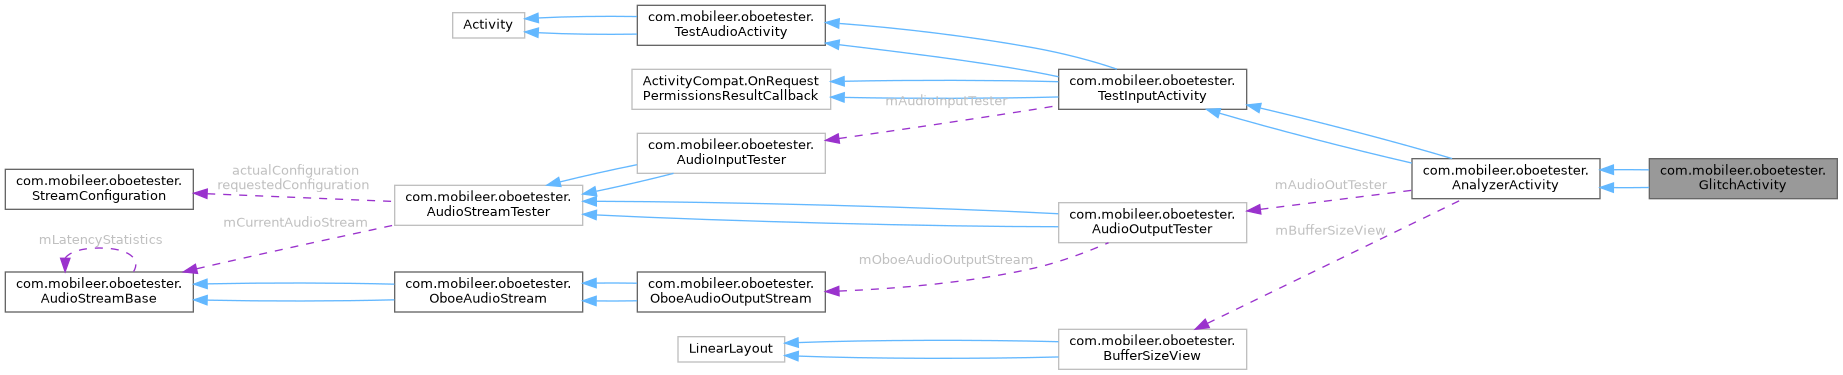 Activity
com.mobileer.oboetester.
TestAudioActivity
ActivityCompat.OnRequest
PermissionsResultCallback
com.mobileer.oboetester.
TestInputActivity
mAudioInputTester
com.mobileer.oboetester.
AudioInputTester
com.mobileer.oboetester.
StreamConfiguration
actualConfiguration
requestedConfiguration
com.mobileer.oboetester.
AudioStreamTester
com.mobileer.oboetester.
AnalyzerActivity
com.mobileer.oboetester.
GlitchActivity
mAudioOutTester
com.mobileer.oboetester.
AudioOutputTester
mCurrentAudioStream
mBufferSizeView
mLatencyStatistics
mOboeAudioOutputStream
com.mobileer.oboetester.
AudioStreamBase
com.mobileer.oboetester.
OboeAudioStream
com.mobileer.oboetester.
OboeAudioOutputStream
LinearLayout
com.mobileer.oboetester.
BufferSizeView